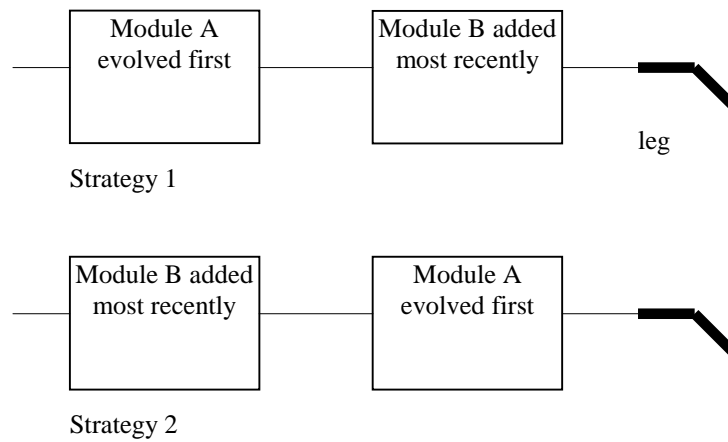 Module A
evolved first
Module B added
most recently
leg
Strategy 1
Module B added
most recently
Module A
evolved first
Strategy 2